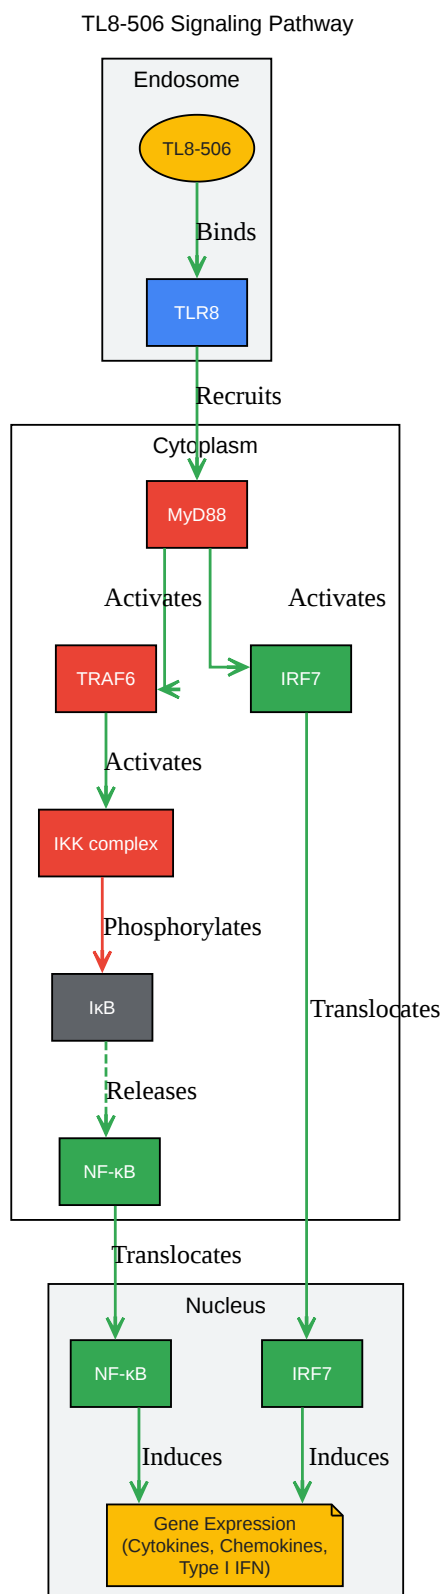 TL8-506 Signaling Pathway
Endosome
TL8-506
Binds
TLR8
Recruits
Cytoplasm
MyD88
Activates
Activates
TRAF6
IRF7
Activates
IKK complex
Phosphorylates
IκB
Translocates
Releases
NF-κB
Translocates
Nucleus
NF-κB
IRF7
Induces
Induces
Gene Expression
(Cytokines, Chemokines,
Type I IFN)